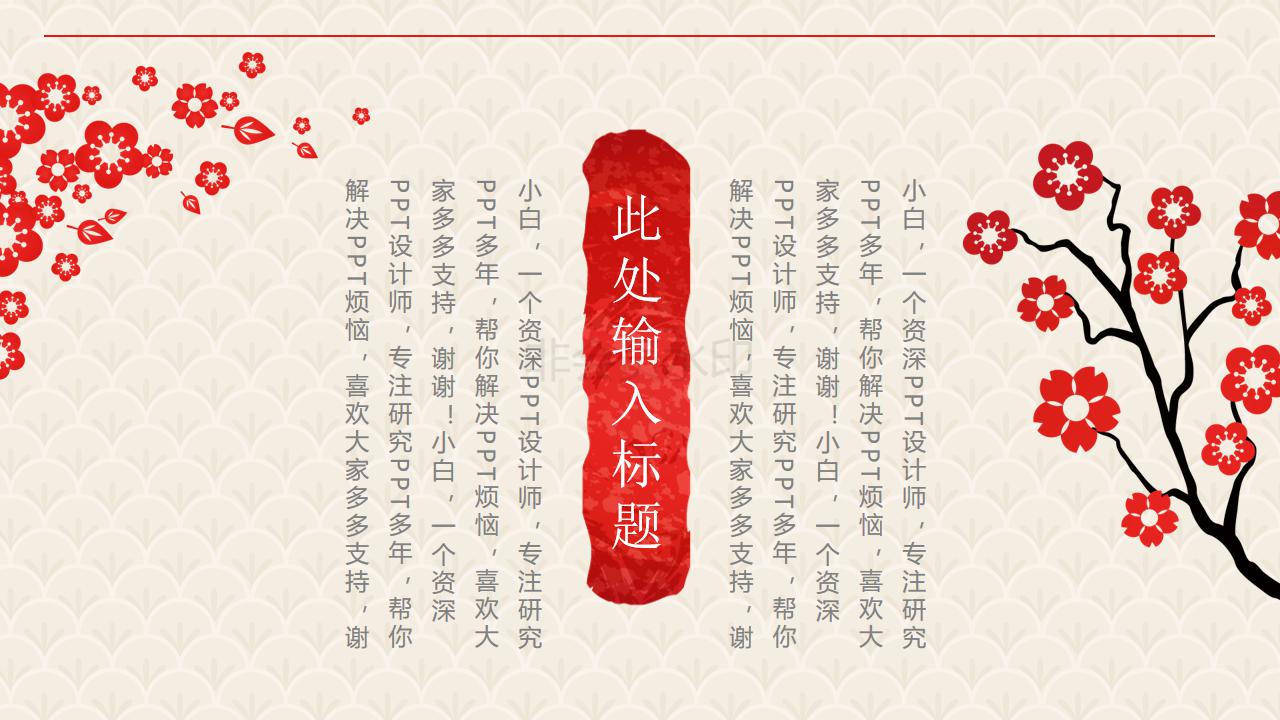 小白，一个资深PPT设计师，专注研究
PPT多年，帮你解决PPT烦恼，喜欢大
家多多支持，谢谢！小白，一个资深
PPT设计师，专注研究PPT多年，帮你
解决PPT烦恼，喜欢大家多多支持，谢
此处输入标题
小白，一个资深PPT设计师，专注研究
PPT多年，帮你解决PPT烦恼，喜欢大
家多多支持，谢谢！小白，一个资深
PPT设计师，专注研究PPT多年，帮你
解决PPT烦恼，喜欢大家多多支持，谢